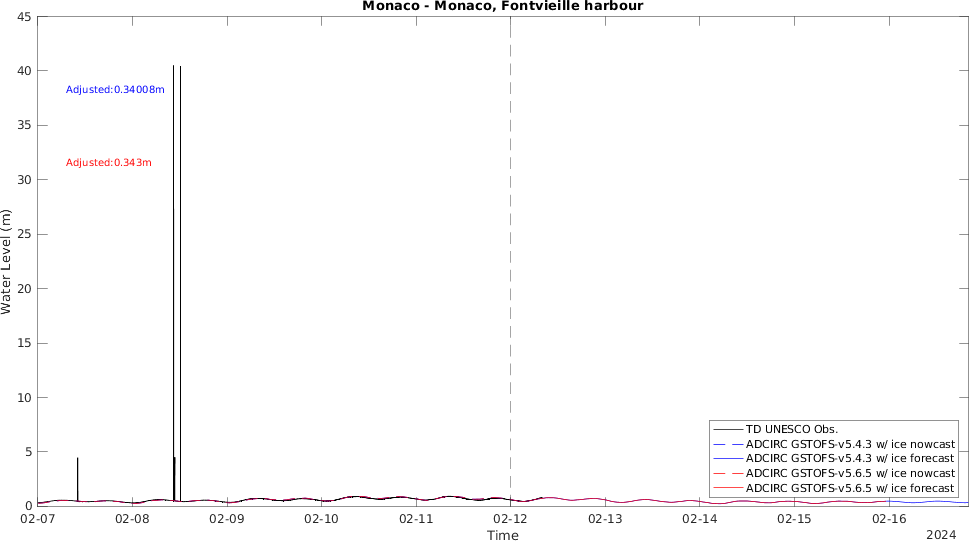 Monaco - Monaco, Fontvieille harbour
45
40
35
30
25
20
15
10
5
0
Water Level (m)
Adjusted:0.34008m
Adjusted:0.343m
TD UNESCO Obs.
ADCIRC GSTOFS-v5.4.3 w/ ice nowcast
ADCIRC GSTOFS-v5.4.3 w/ ice forecast
ADCIRC GSTOFS-v5.6.5 w/ ice nowcast
ADCIRC GSTOFS-v5.6.5 w/ ice forecast
02-07 02-08 02-09 02-10 02-11 02-12 02-13 02-14 02-15 02-16
Time
2024